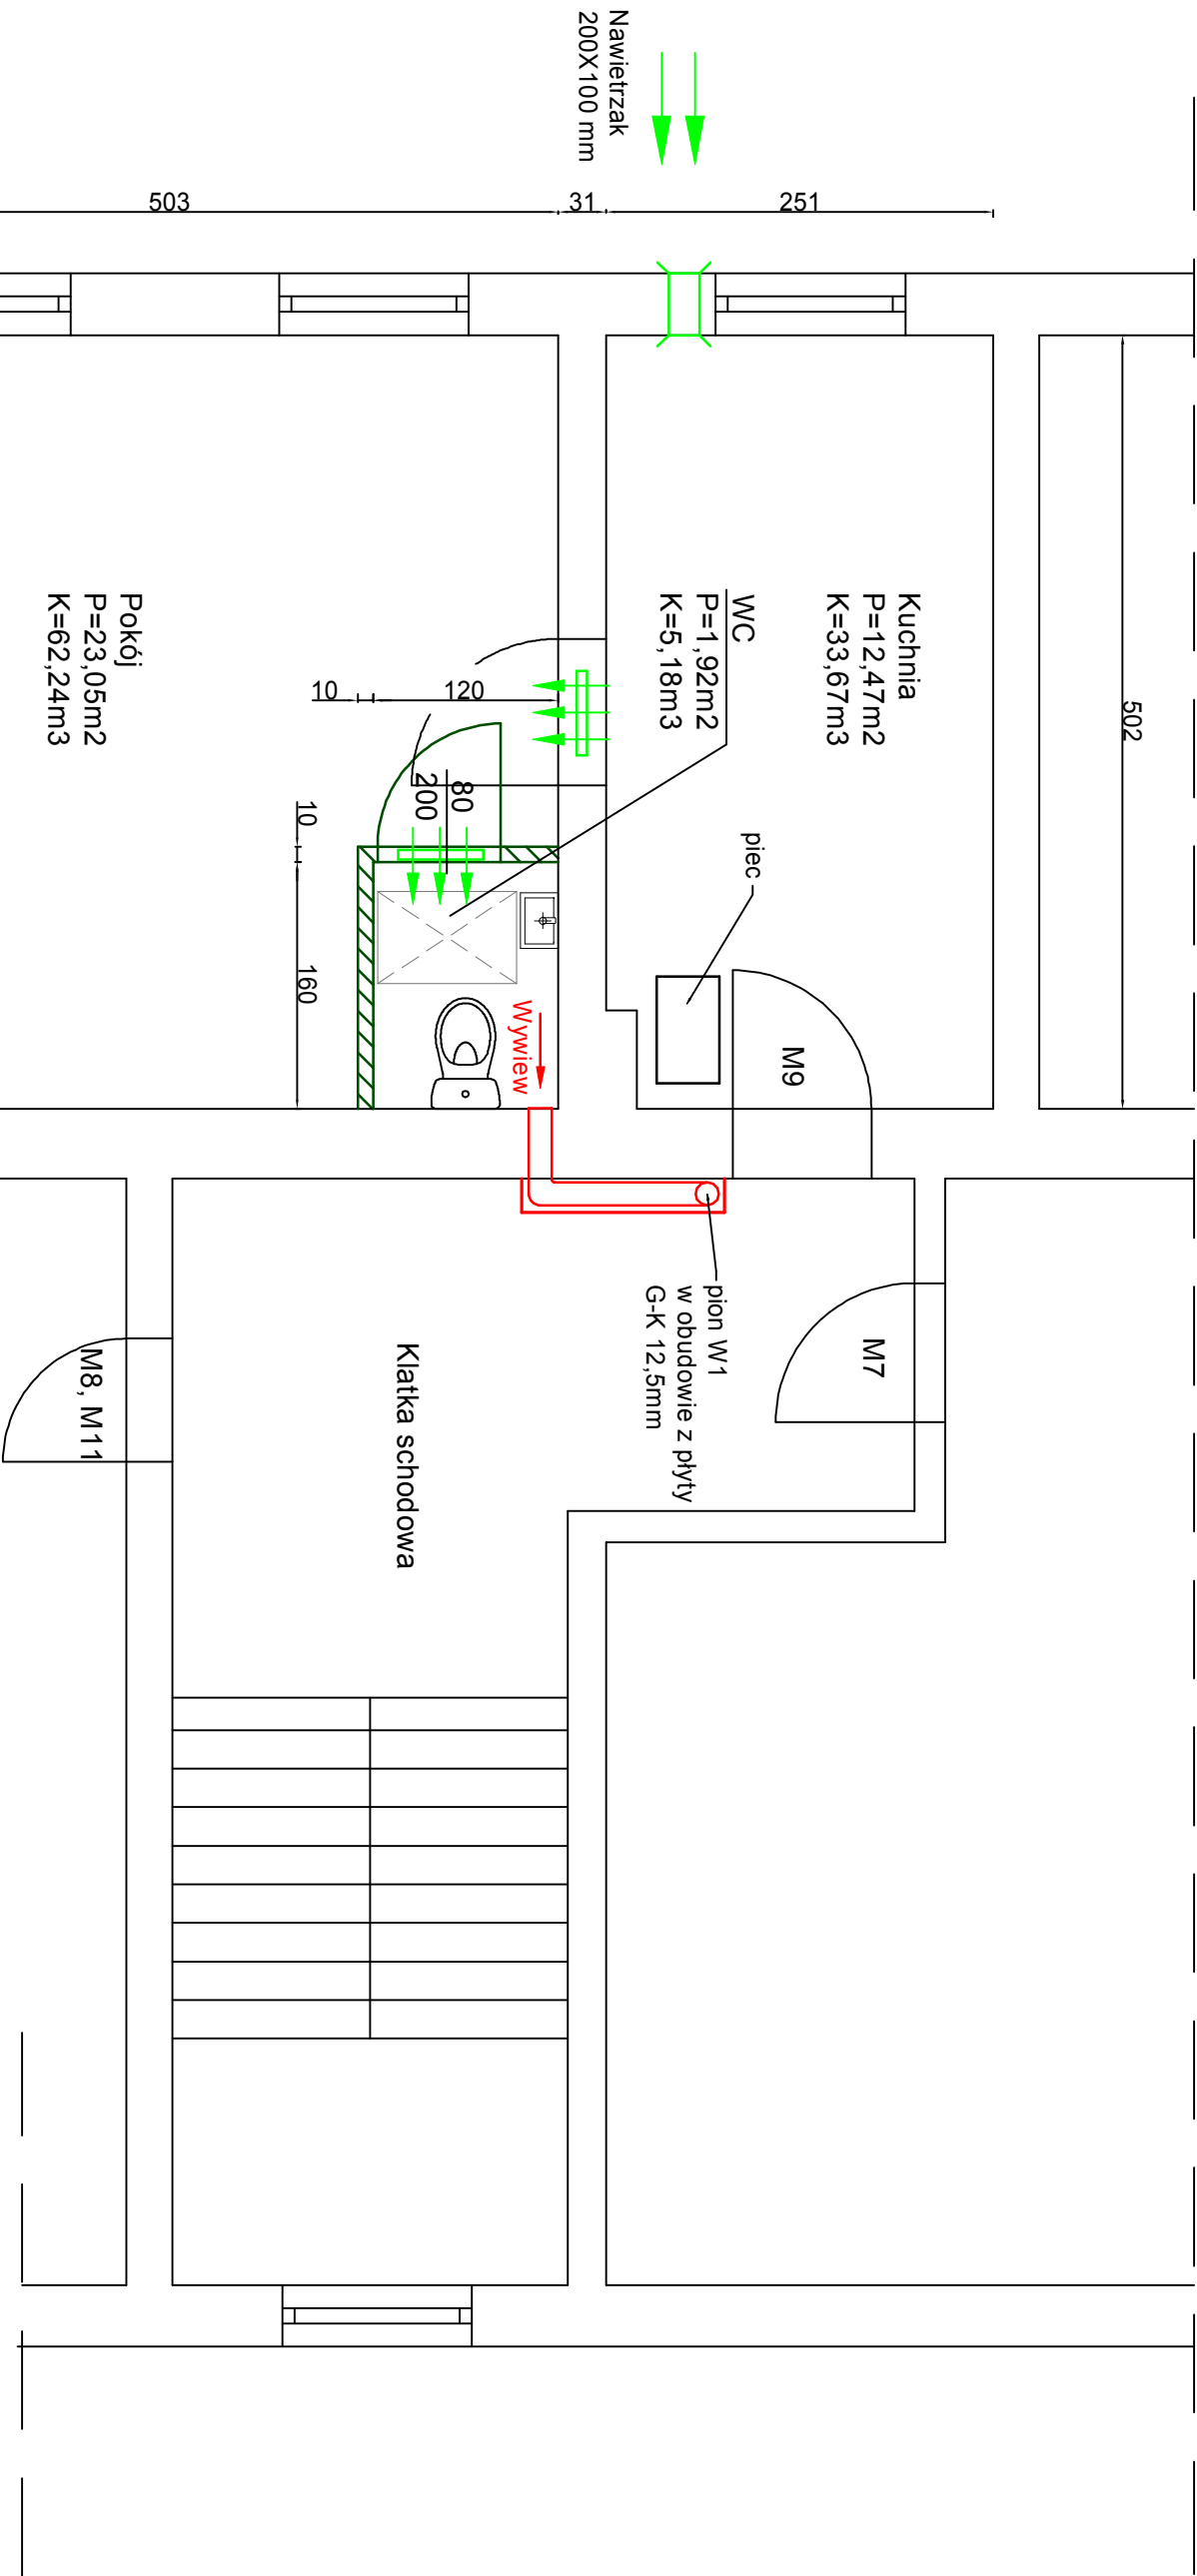 Nawietrzak
200X100 mm
503
31
251
502
Kuchnia
P=12,47m2
K=33,67m3
WC
P=1,92m2
K=5,18m3
Pokój
P=23,05m2
K=62,24m3
10
120
80
200
10
160
piec
Wywiew
M9
pion W1
w obudowie z płyty
G-K 12,5mm
M7
Klatka schodowa
M8, M11